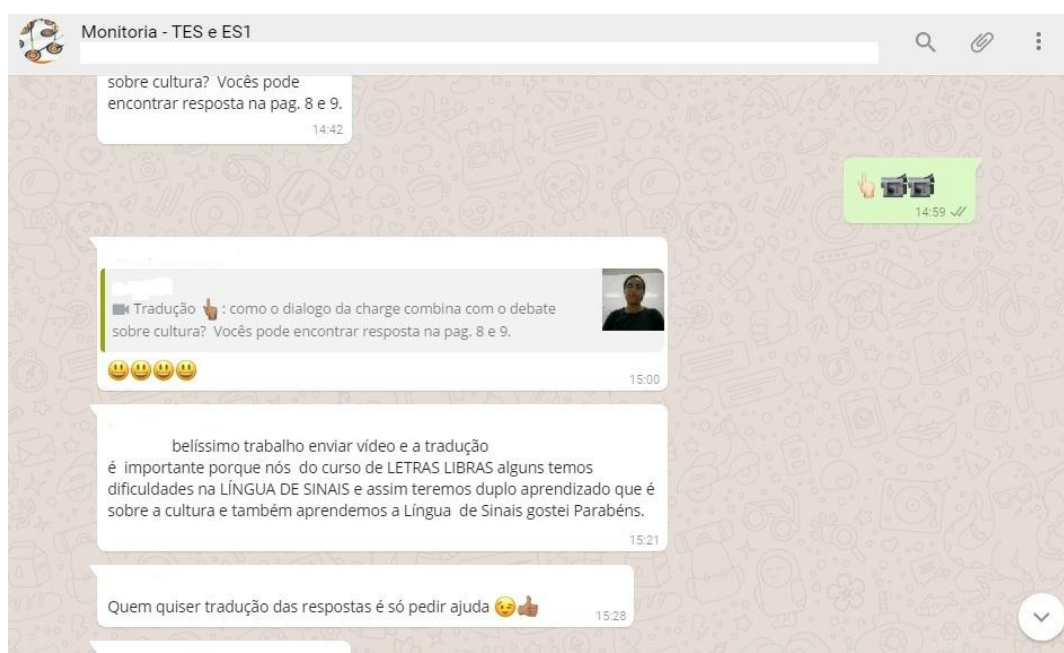 Monitoria - TES e ES1
sobre cultura? Vocês pode
encontrar resposta na pag. 8 e 9.
14:42
👆🏻📹📹
14:59
Tradução 👆🏽: como o dialogo da charge combina com o debate
sobre cultura? Vocês pode encontrar resposta na pag. 8 e 9.
😃😃😃😃
15:00
belíssimo trabalho enviar vídeo e a tradução
é importante porque nós do curso de LETRAS LIBRAS alguns temos
dificuldades na LÍNGUA DE SINAIS e assim teremos duplo aprendizado que é
sobre a cultura e também aprendemos a Língua de Sinais gostei Parabéns.
15:21
Quem quiser tradução das respostas é só pedir ajuda 😉👍🏽
15:28